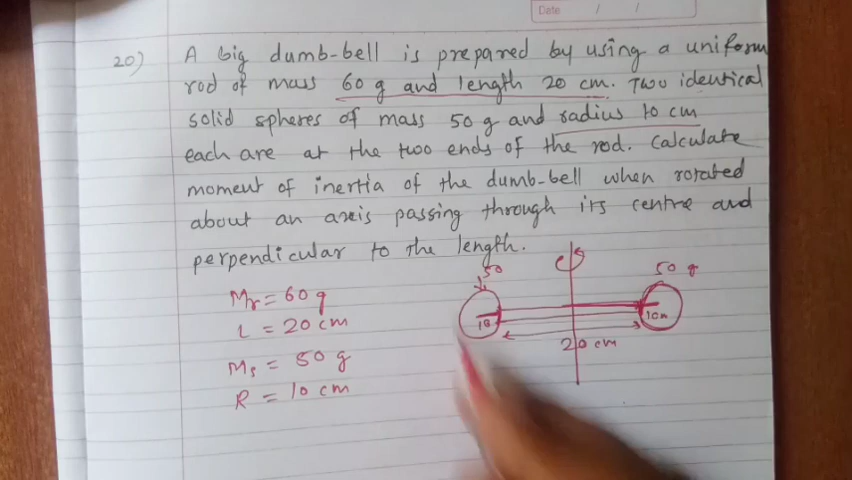 Date / /
20) A big dumb-bell is prepared by using a uniform
rod of mass 60 g and length 20 cm. Two identical
solid spheres of mass 50 g and radius 10 cm
each are at the two ends of the rod. Calculate
moment of inertia of the dumb-bell when rotated
about an axis passing through its centre and
perpendicular to the length.
50
50 g
Mr = 60 g
L = 20 cm
10
20 cm
Ms = 50 g
R = 10 cm